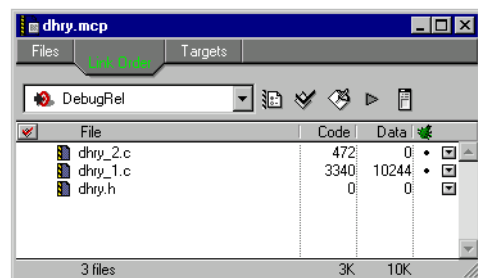 dhry.mcp
Files Link Order Targets
DebugRel
File Code Data
dhry_2.c 472 0 •
dhry_1.c 3340 10244 •
dhry.h 0 0
3 files 3K 10K